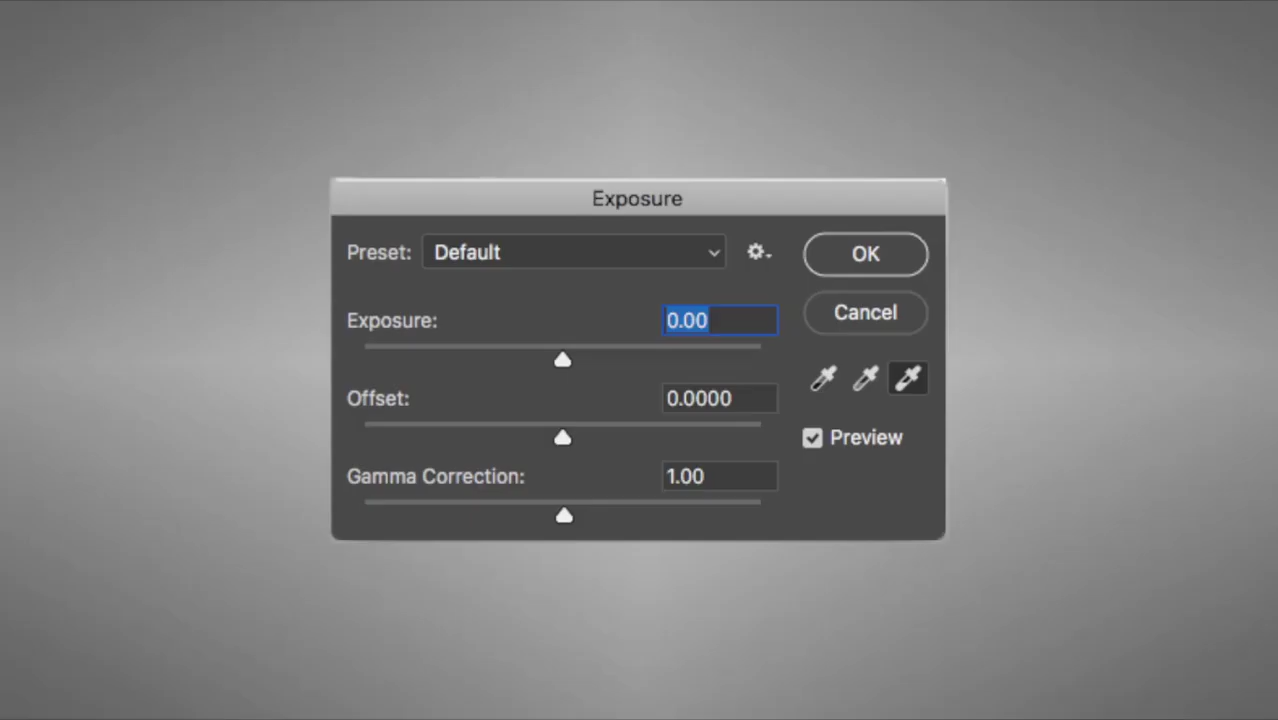 Exposure
Preset: Default
OK
Exposure: 0.00
Cancel
Offset: 0.0000
Preview
Gamma Correction: 1.00